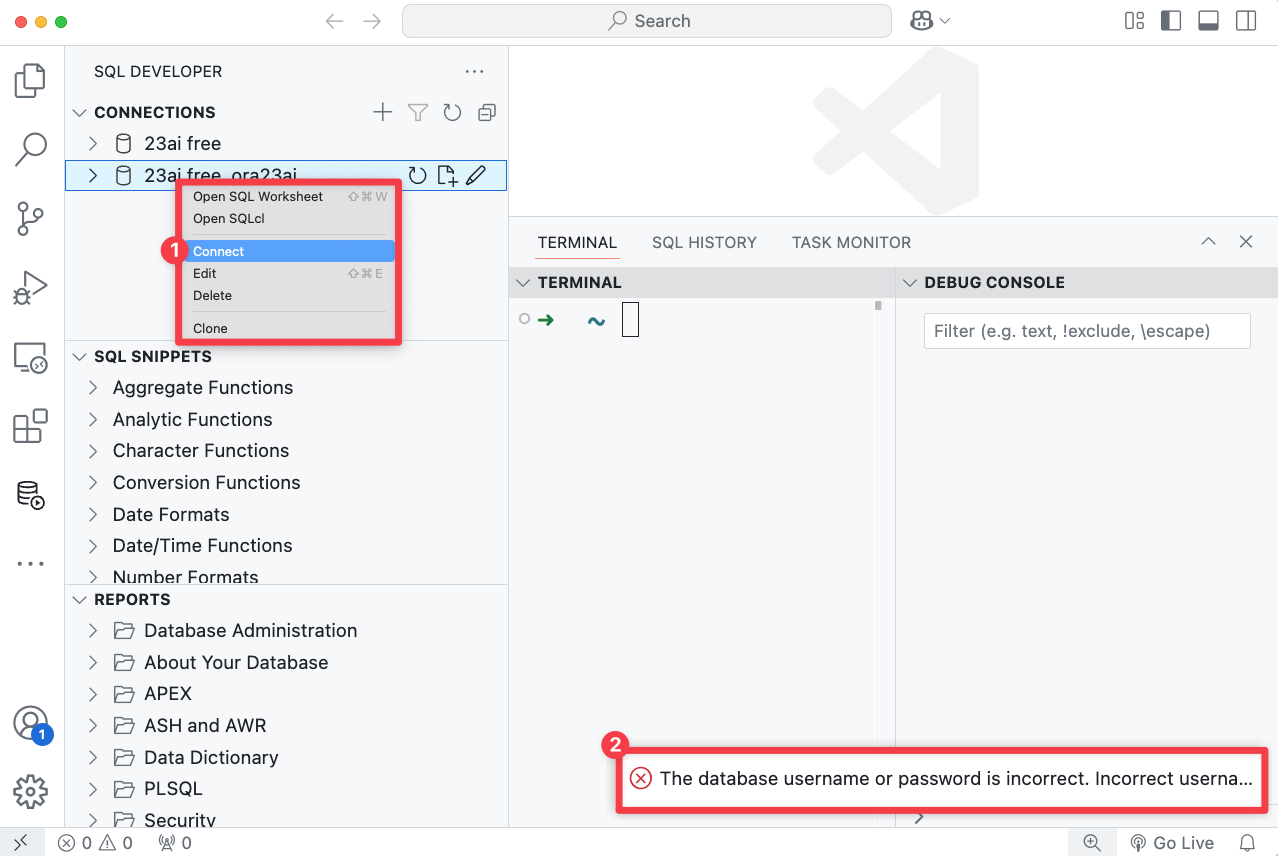 Search
SQL DEVELOPER
CONNECTIONS
23ai free
23ai free_ora23ai
Open SQL Worksheet ⇧⌘W
Open SQLcl
1
Connect
Edit ⇧⌘E
Delete
Clone
SQL SNIPPETS
Aggregate Functions
Analytic Functions
Character Functions
Conversion Functions
Date Formats
Date/Time Functions
Number Formats
REPORTS
Database Administration
About Your Database
APEX
ASH and AWR
Data Dictionary
PLSQL
Security
1
TERMINAL SQL HISTORY TASK MONITOR
TERMINAL
➜ ~
DEBUG CONSOLE
Filter (e.g. text, !exclude, \escape)
2
The database username or password is incorrect. Incorrect userna...
0 0 0
Go Live